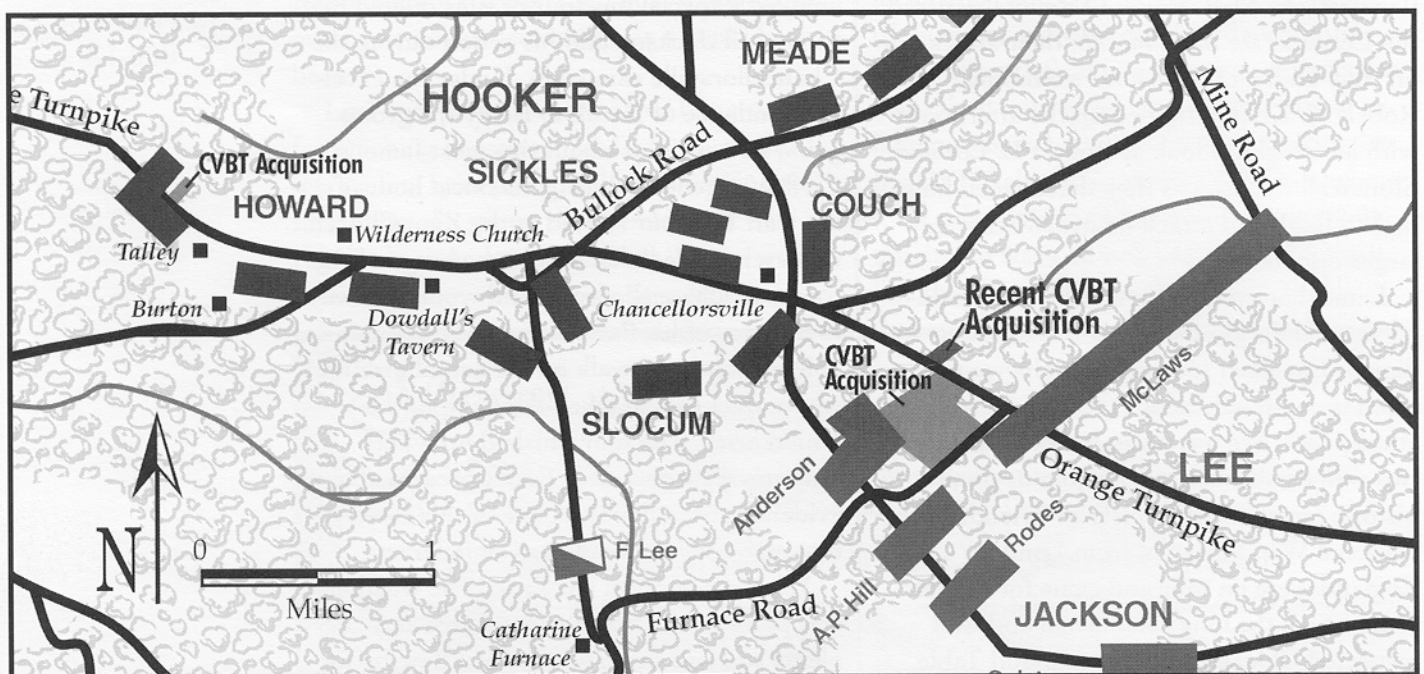 MEADE
HOOKER
e Turnpike
Mine Road
CVBT Acquisition
SICKLES
Bullock Road
HOWARD
COUCH
Wilderness Church
Talley
Burton
Dowdall's
Tavern
Chancellorsville
Recent CVBT
Acquisition
CVBT
Acquisition
McLaws
SLOCUM
LEE
Orange Turnpike
Anderson
Rodes
N
0 1
Miles
F. Lee
Furnace Road
A.P. Hill
JACKSON
Catharine
Furnace